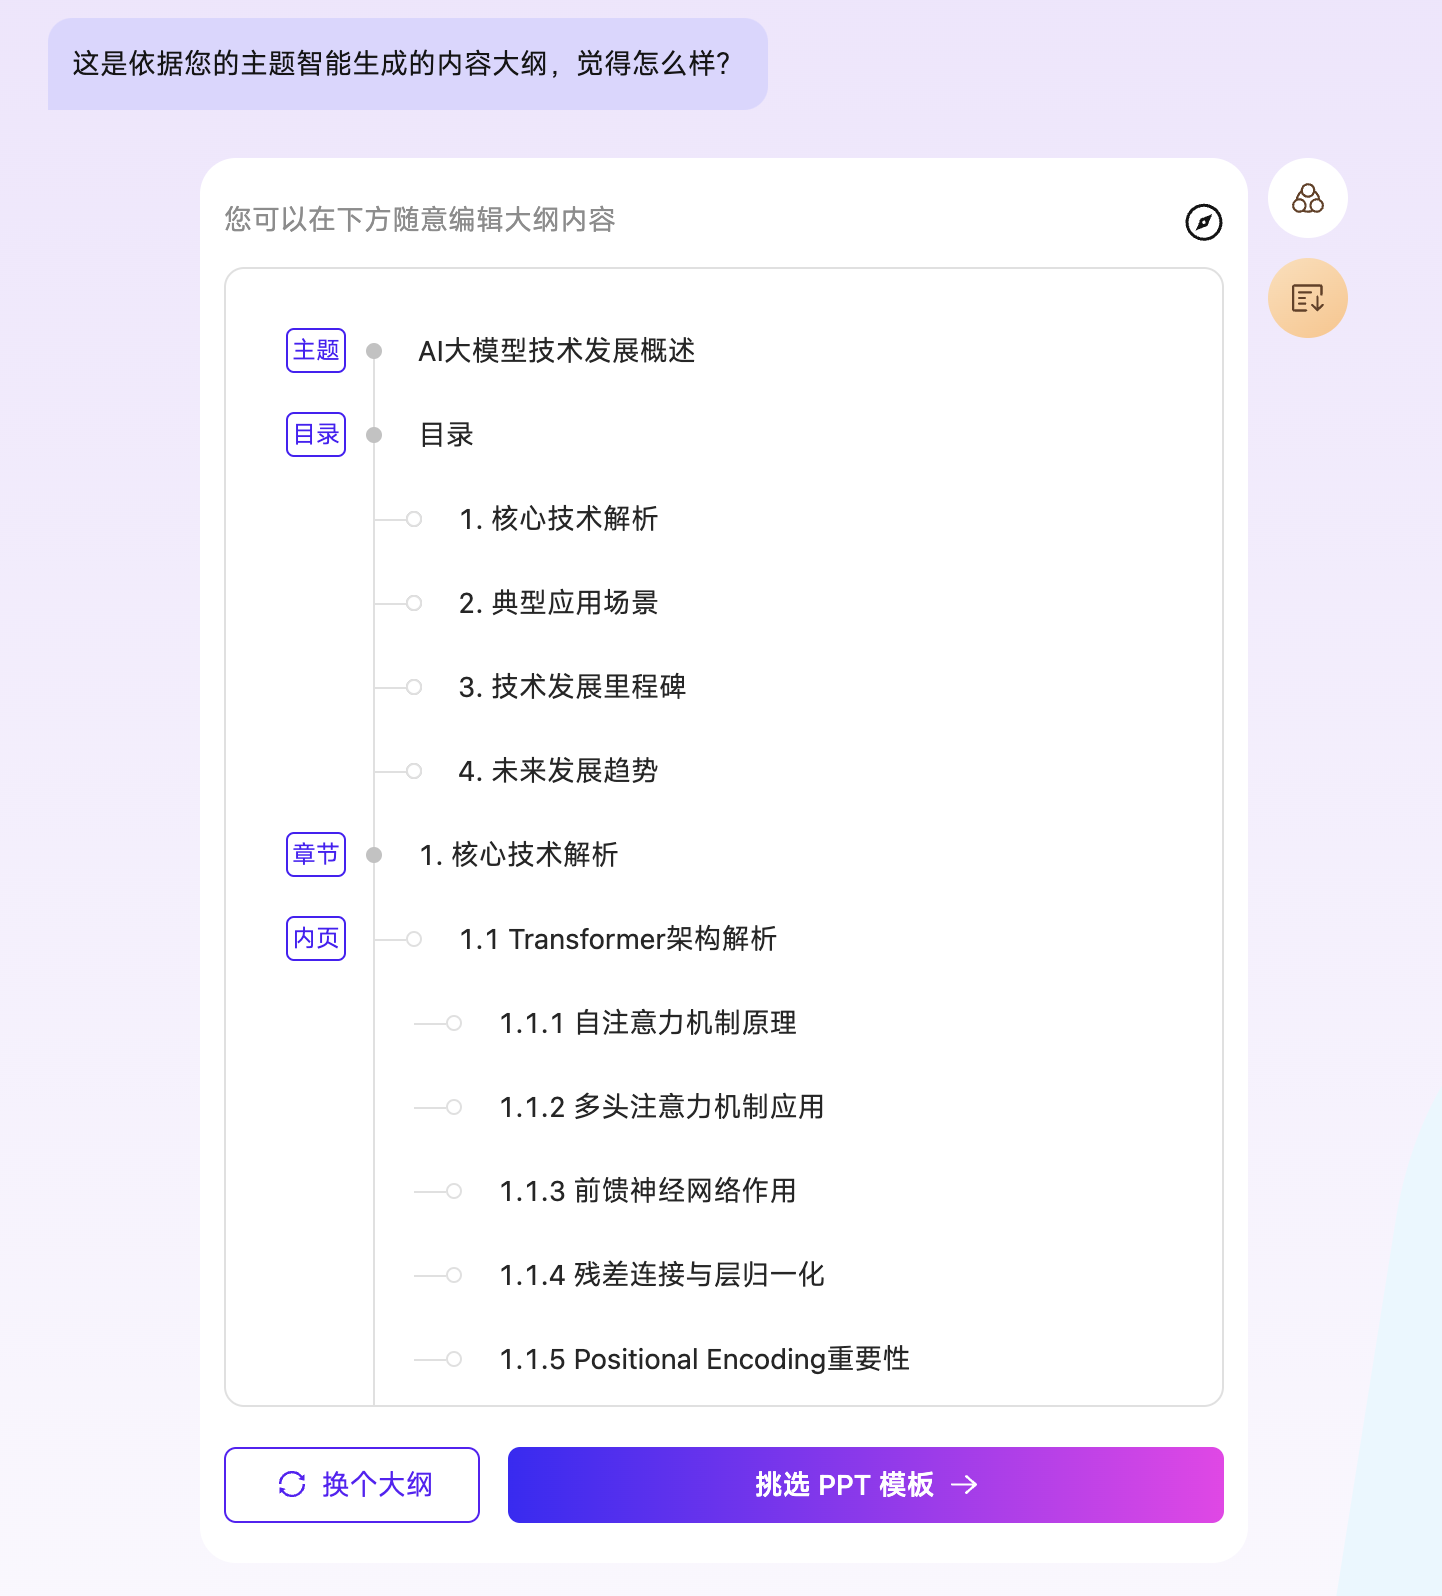 这是依据您的主题智能生成的内容大纲，觉得怎么样？
您可以在下方随意编辑大纲内容
主题 AI大模型技术发展概述
目录 目录
1. 核心技术解析
2. 典型应用场景
3. 技术发展里程碑
4. 未来发展趋势
章节 1. 核心技术解析
内页 1.1 Transformer架构解析
1.1.1 自注意力机制原理
1.1.2 多头注意力机制应用
1.1.3 前馈神经网络作用
1.1.4 残差连接与层归一化
1.1.5 Positional Encoding重要性
换个大纲
挑选 PPT 模板